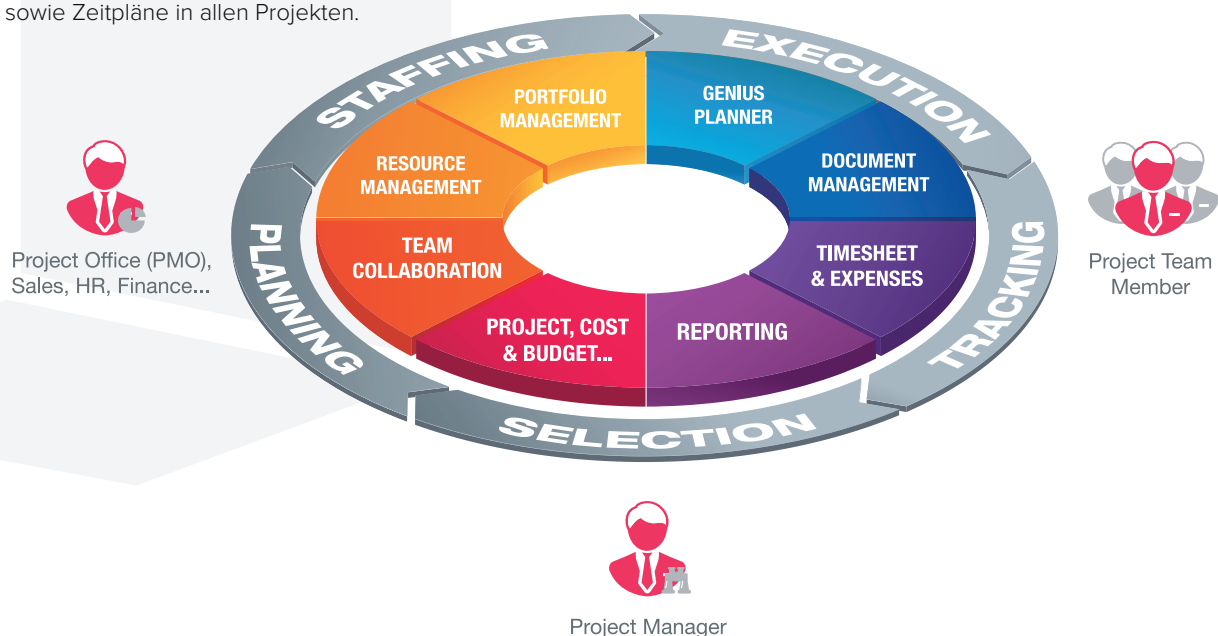 sowie Zeitpläne in allen Projekten.
STAFFING
EXECUTION
TRACKING
SELECTION
PLANNING
PORTFOLIO
MANAGEMENT
GENIUS
PLANNER
DOCUMENT
MANAGEMENT
TIMESHEET
& EXPENSES
REPORTING
PROJECT, COST
& BUDGET...
TEAM
COLLABORATION
RESOURCE
MANAGEMENT
Project Office (PMO),
Sales, HR, Finance...
Project Team
Member
Project Manager